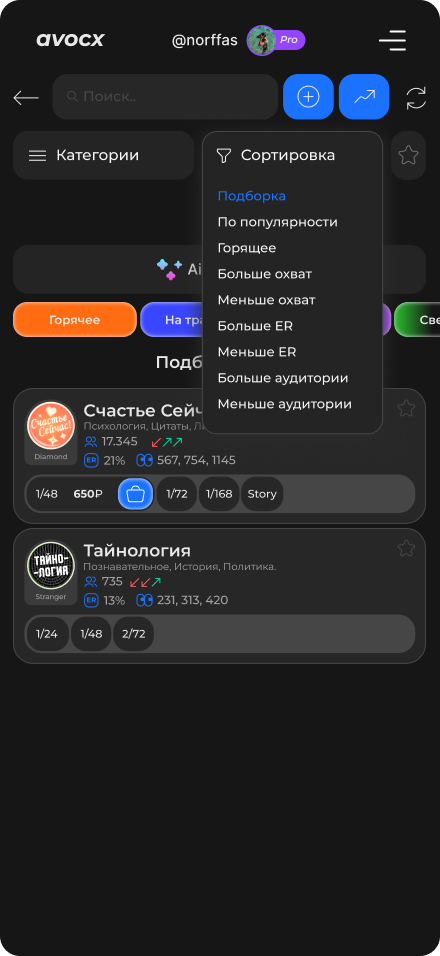 avocx
@norffas
Pro
Поиск..
Категории
Сортировка
Подборка
По популярности
Горящее
Больше охват
Меньше охват
Больше ER
Меньше ER
Больше аудитории
Меньше аудитории
Ai
Горячее
На тра
Све
Подб
Счастье Сейч
Психология, Цитаты, Ли
Счастье Сейчас!
Diamond
17.345
ER 21% 567, 754, 1145
1/48 650₽ 1/72 1/168 Story
Тайнология
Познавательное, История, Политика.
ТАЙНО-
-ЛОГИЯ
Stranger
735
ER 13% 231, 313, 420
1/24 1/48 2/72